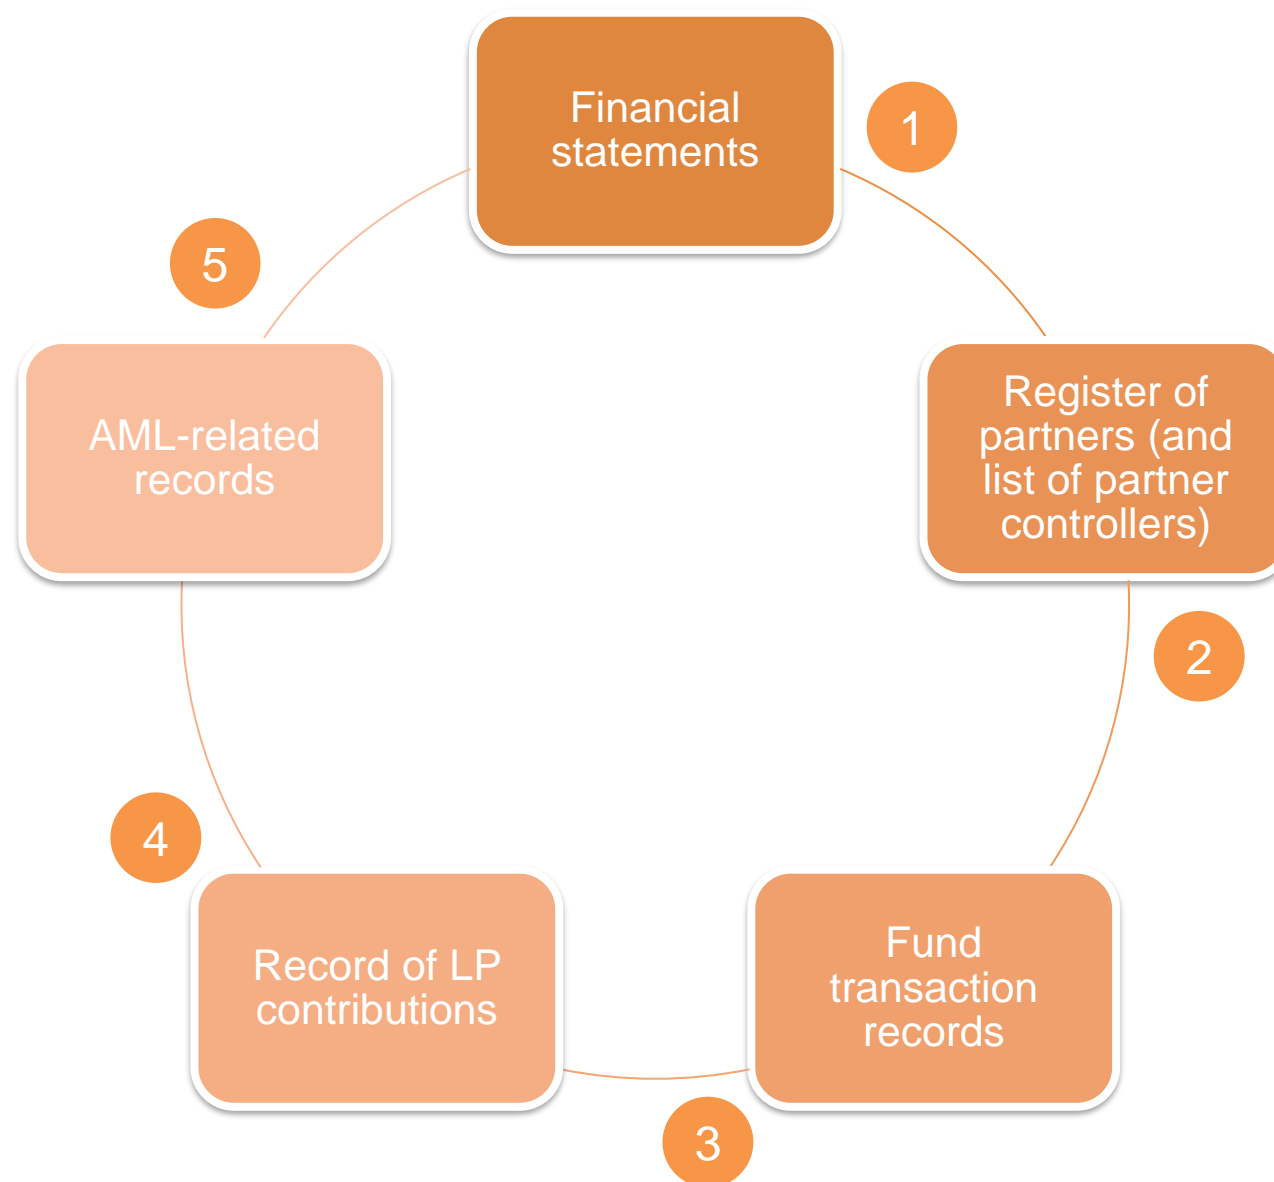 Financial
statements
1
Register of
partners (and
list of partner
controllers)
2
Fund
transaction
records
3
Record of LP
contributions
4
AML-related
records
5